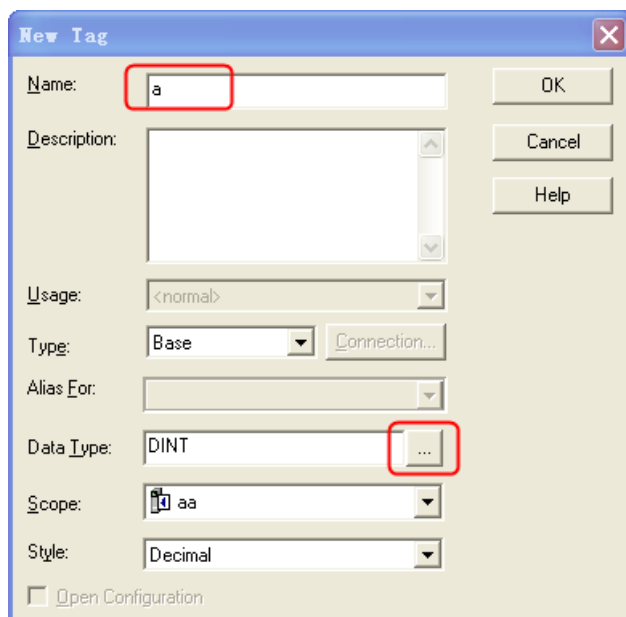 New Tag
Name: a OK
Description: Cancel
Help
Usage: <normal>
Type: Base Connection...
Alias For:
Data Type: DINT ...
Scope: aa
Style: Decimal
Open Configuration